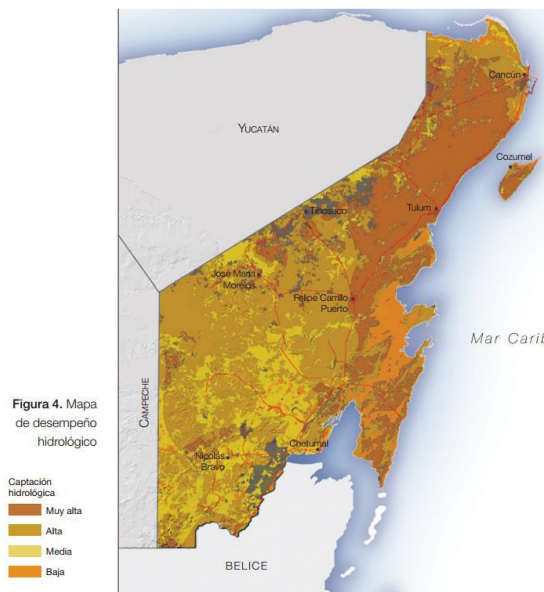 YUCATÁN
Cancún
Cozumel
Tihosuco
Tulum
José María
Morelos
Felipe Carrillo
Puerto
Mar Carib
CAMPECHE
Figura 4. Mapa
de desempeño
hidrológico
Chetumal
Nicolás
Bravo
Captación
hidrológica
Muy alta
Alta
Media
Baja
BELICE